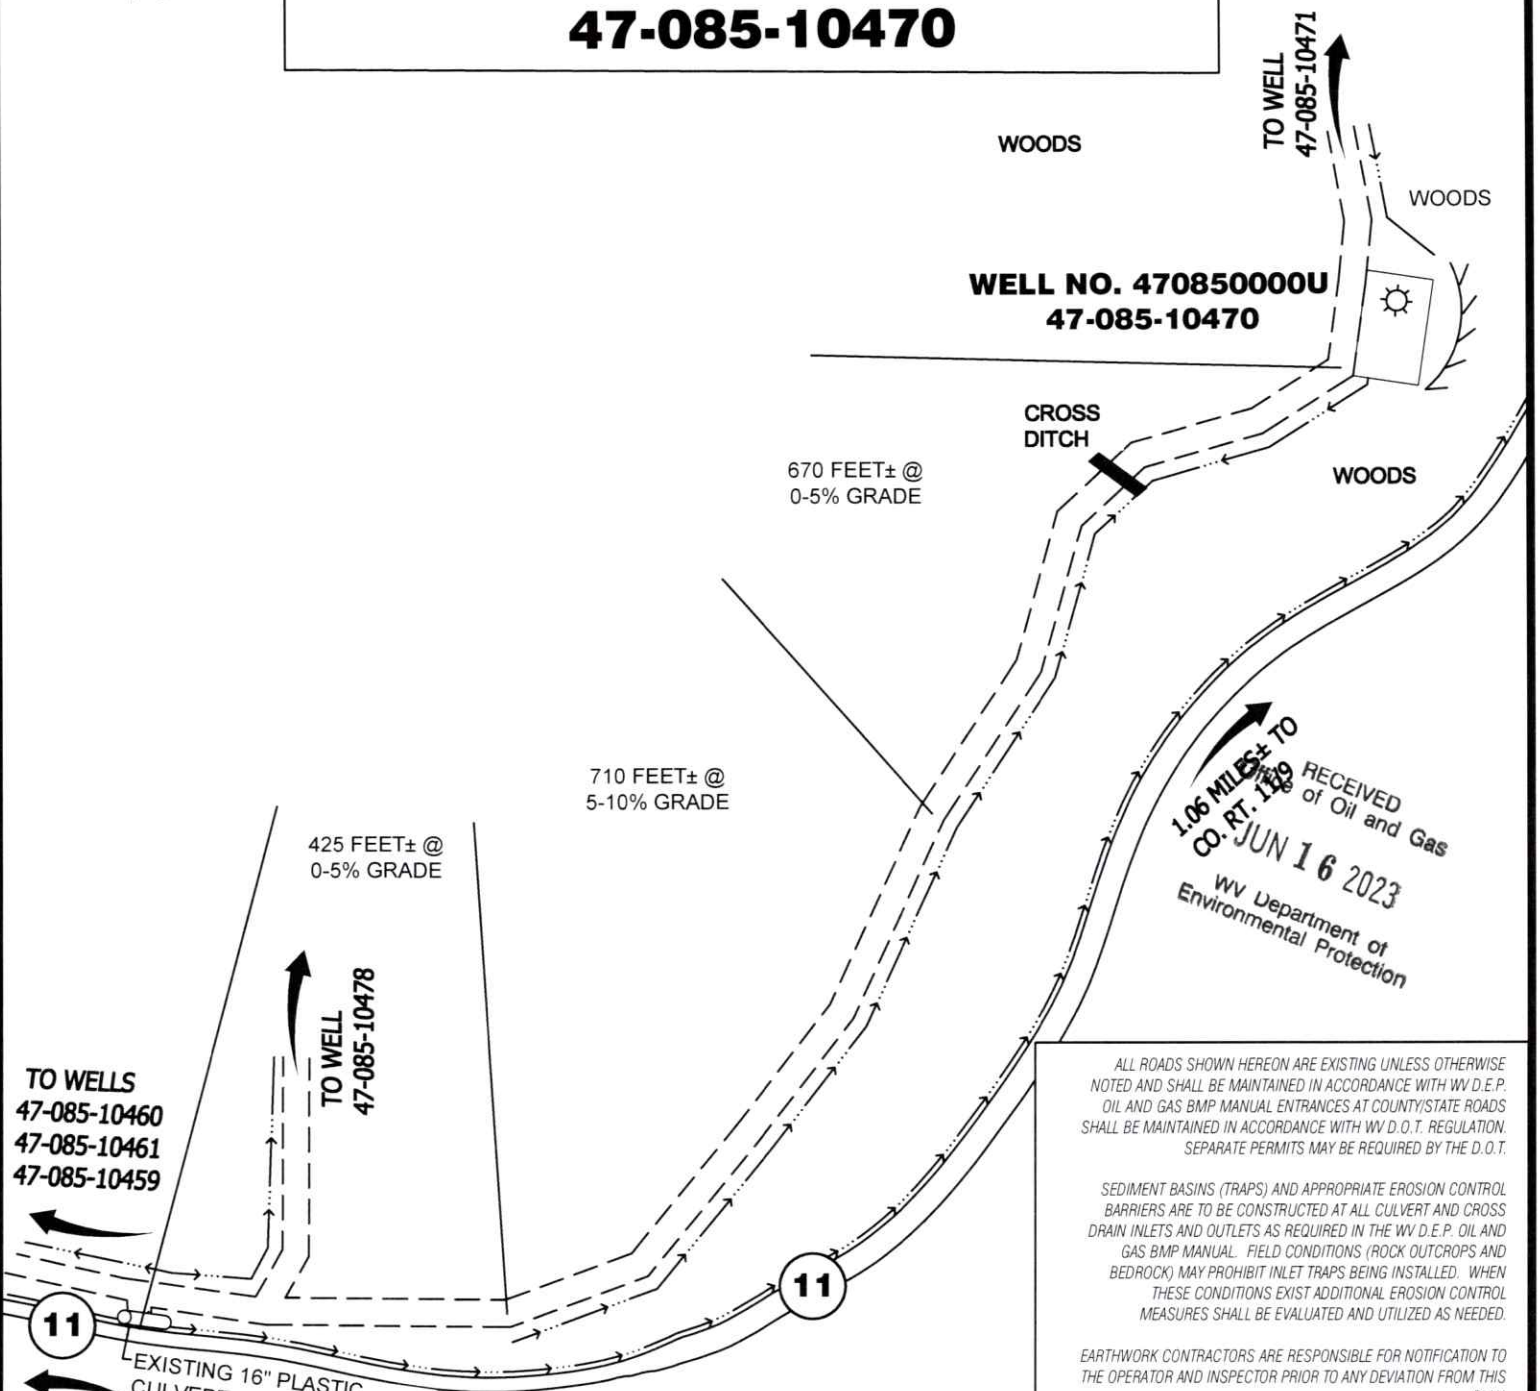 47-085-10470
TO WELL
47-085-10471
WOODS
WOODS
WELL NO. 470850000U
47-085-10470
CROSS
DITCH
670 FEET± @
0-5% GRADE
WOODS
710 FEET± @
5-10% GRADE
425 FEET± @
0-5% GRADE
1.06 MILES± TO
CO. RT. 11/9
RECEIVED
Office of Oil and Gas
JUN 16 2023
WV Department of
Environmental Protection
TO WELL
47-085-10478
TO WELLS
47-085-10460
47-085-10461
47-085-10459
11
11
EXISTING 16" PLASTIC
ALL ROADS SHOWN HEREON ARE EXISTING UNLESS OTHERWISE
NOTED AND SHALL BE MAINTAINED IN ACCORDANCE WITH WV D.E.P.
OIL AND GAS BMP MANUAL ENTRANCES AT COUNTY/STATE ROADS
SHALL BE MAINTAINED IN ACCORDANCE WITH WV D.O.T. REGULATION.
SEPARATE PERMITS MAY BE REQUIRED BY THE D.O.T.
SEDIMENT BASINS (TRAPS) AND APPROPRIATE EROSION CONTROL
BARRIERS ARE TO BE CONSTRUCTED AT ALL CULVERT AND CROSS
DRAIN INLETS AND OUTLETS AS REQUIRED IN THE WV D.E.P. OIL AND
GAS BMP MANUAL. FIELD CONDITIONS (ROCK OUTCROPS AND
BEDROCK) MAY PROHIBIT INLET TRAPS BEING INSTALLED. WHEN
THESE CONDITIONS EXIST ADDITIONAL EROSION CONTROL
MEASURES SHALL BE EVALUATED AND UTILIZED AS NEEDED.
EARTHWORK CONTRACTORS ARE RESPONSIBLE FOR NOTIFICATION TO
THE OPERATOR AND INSPECTOR PRIOR TO ANY DEVIATION FROM THIS